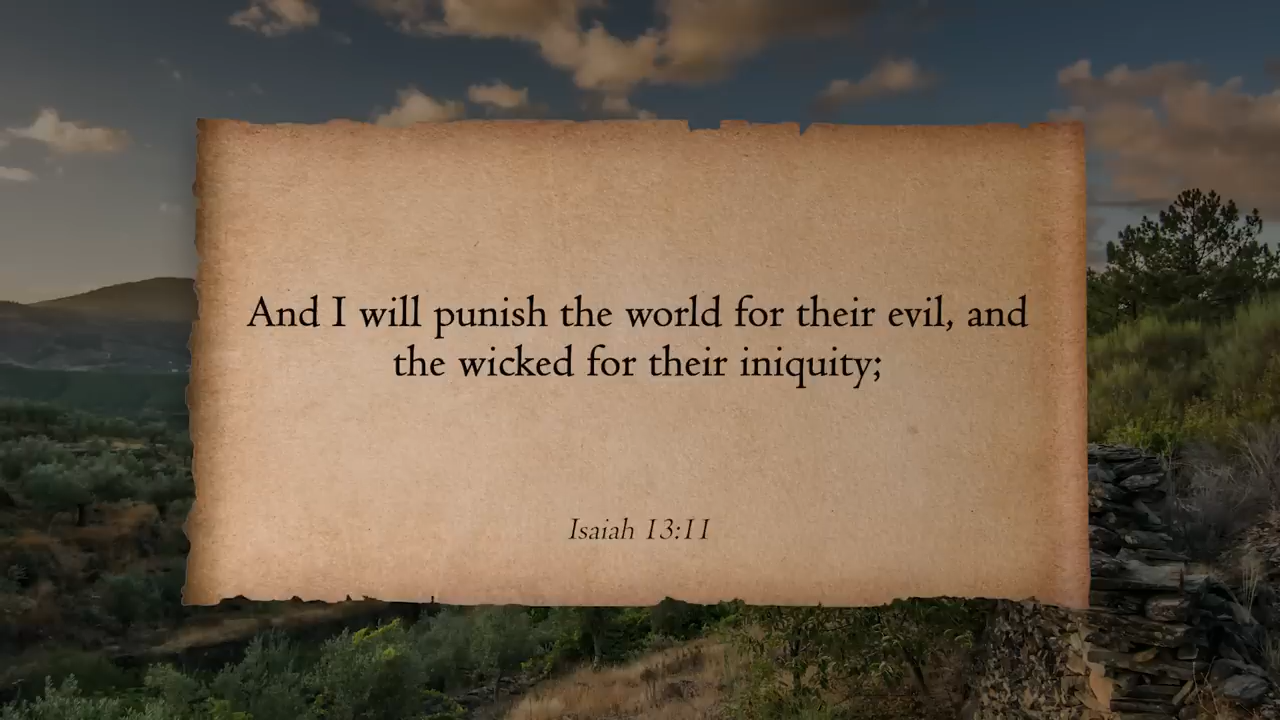 And I will punish the world for their evil, and
the wicked for their iniquity;
Isaiah 13:11